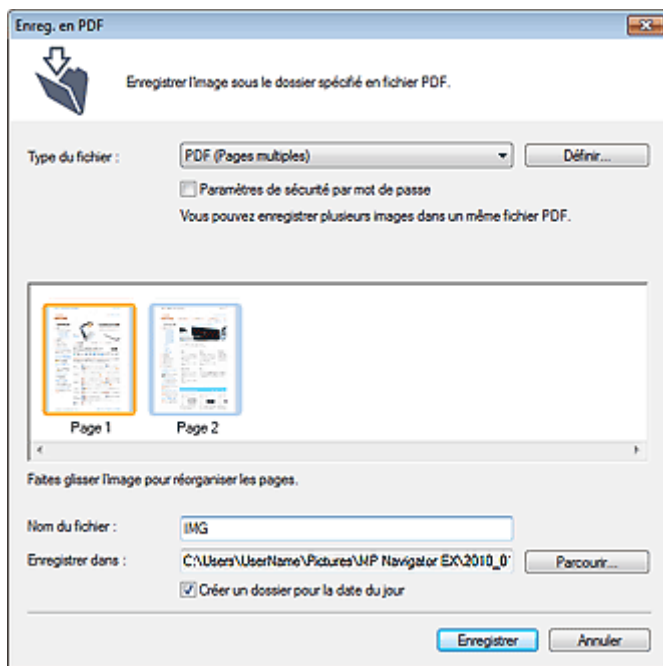 Enreg. en PDF
Enregistrer l'image sous le dossier spécifié en fichier PDF.
Type du fichier : PDF (Pages multiples) Définir...
Paramètres de sécurité par mot de passe
Vous pouvez enregistrer plusieurs images dans un même fichier PDF.
Page 1 Page 2
Faites glisser l'image pour réorganiser les pages.
Nom du fichier : IMG
Enregistrer dans : C:\Users\UserName\Pictures\MP Navigator EX\2010_0 Parcourir...
Créer un dossier pour la date du jour
Enregistrer Annuler